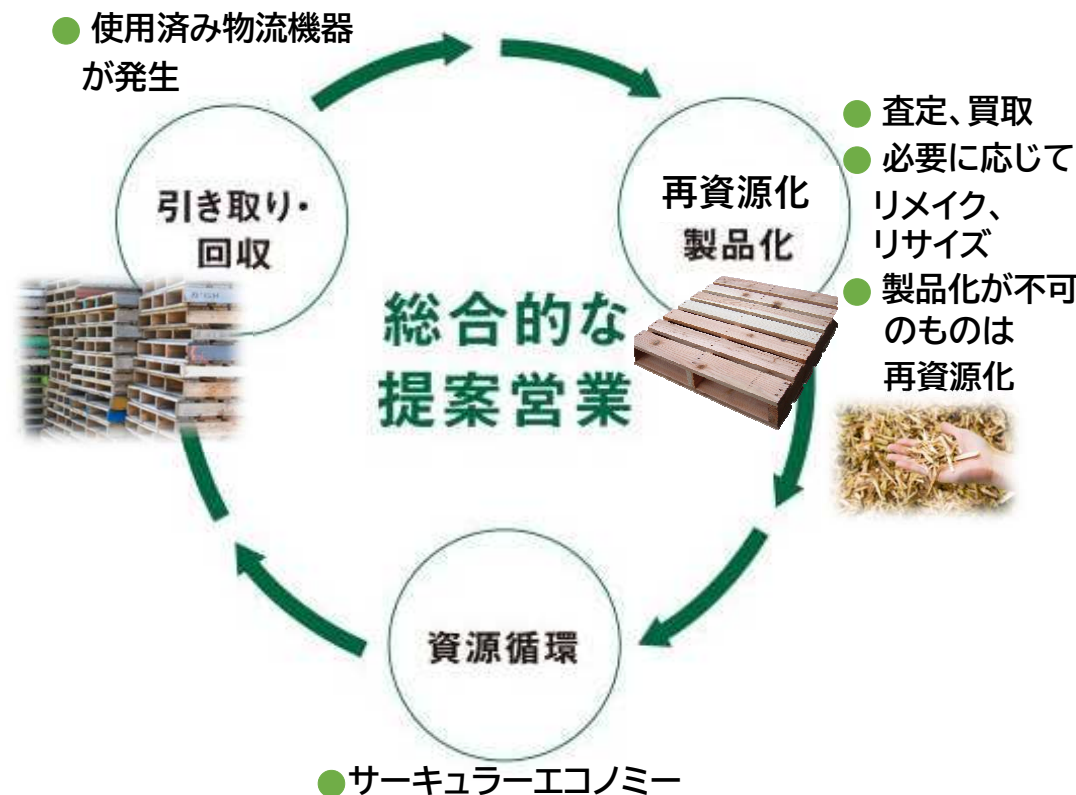 ● 使用済み物流機器
が発生
引き取り・
回収
再資源化
製品化
● 査定、買取
● 必要に応じて
リメイク、
リサイズ
● 製品化が不可
のものは
再資源化
総合的な
提案営業
資源循環
●サーキュラーエコノミー